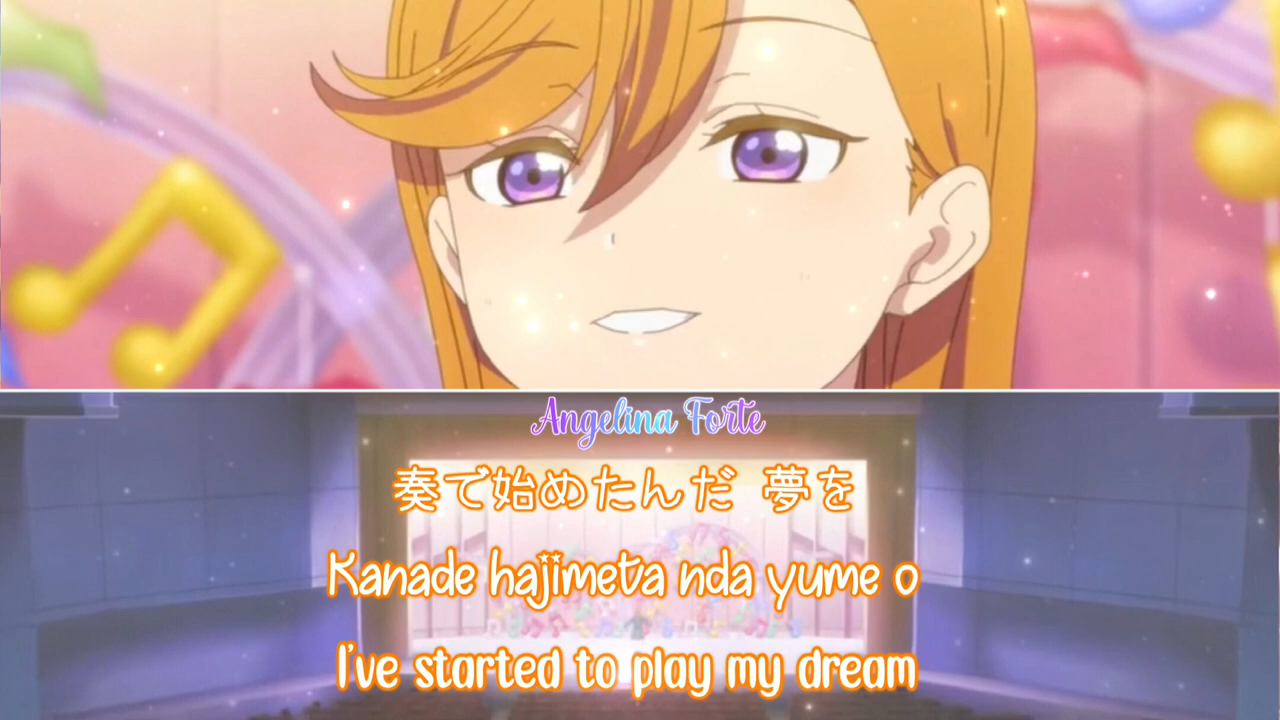 Angelina Forte
奏で始めたんだ 夢を
Kanade hajimeta nda yume o
I've started to play my dream